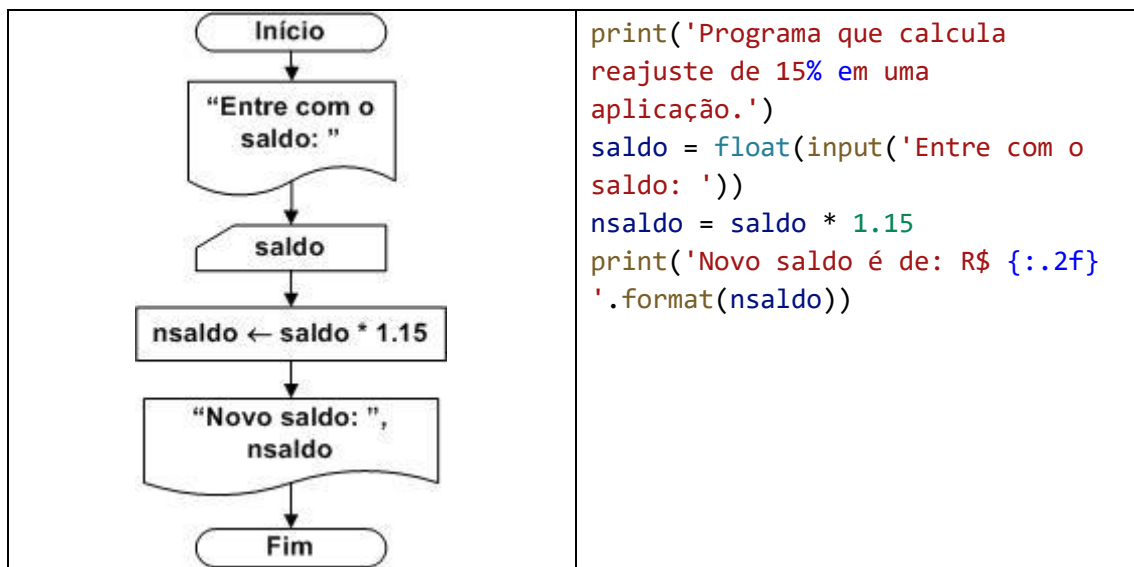 Início
“Entre com o
saldo: ”
saldo
nsaldo ← saldo * 1.15
“Novo saldo: ”,
nsaldo
Fim
print('Programa que calcula
reajuste de 15% em uma
aplicação.')
saldo = float(input('Entre com o
saldo: '))
nsaldo = saldo * 1.15
print('Novo saldo é de: R$ {:.2f}
'.format(nsaldo))